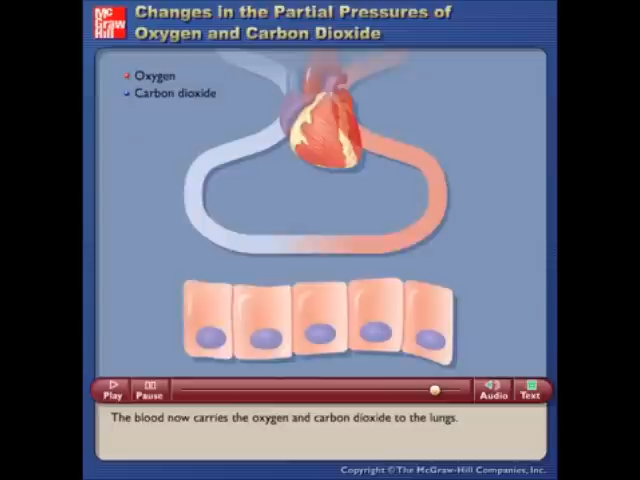 Mc
Graw
Hill
Changes in the Partial Pressures of
Oxygen and Carbon Dioxide
Oxygen
Carbon dioxide
Play
Pause
Audio
Text
The blood now carries the oxygen and carbon dioxide to the lungs.
Copyright © The McGraw-Hill Companies, Inc.